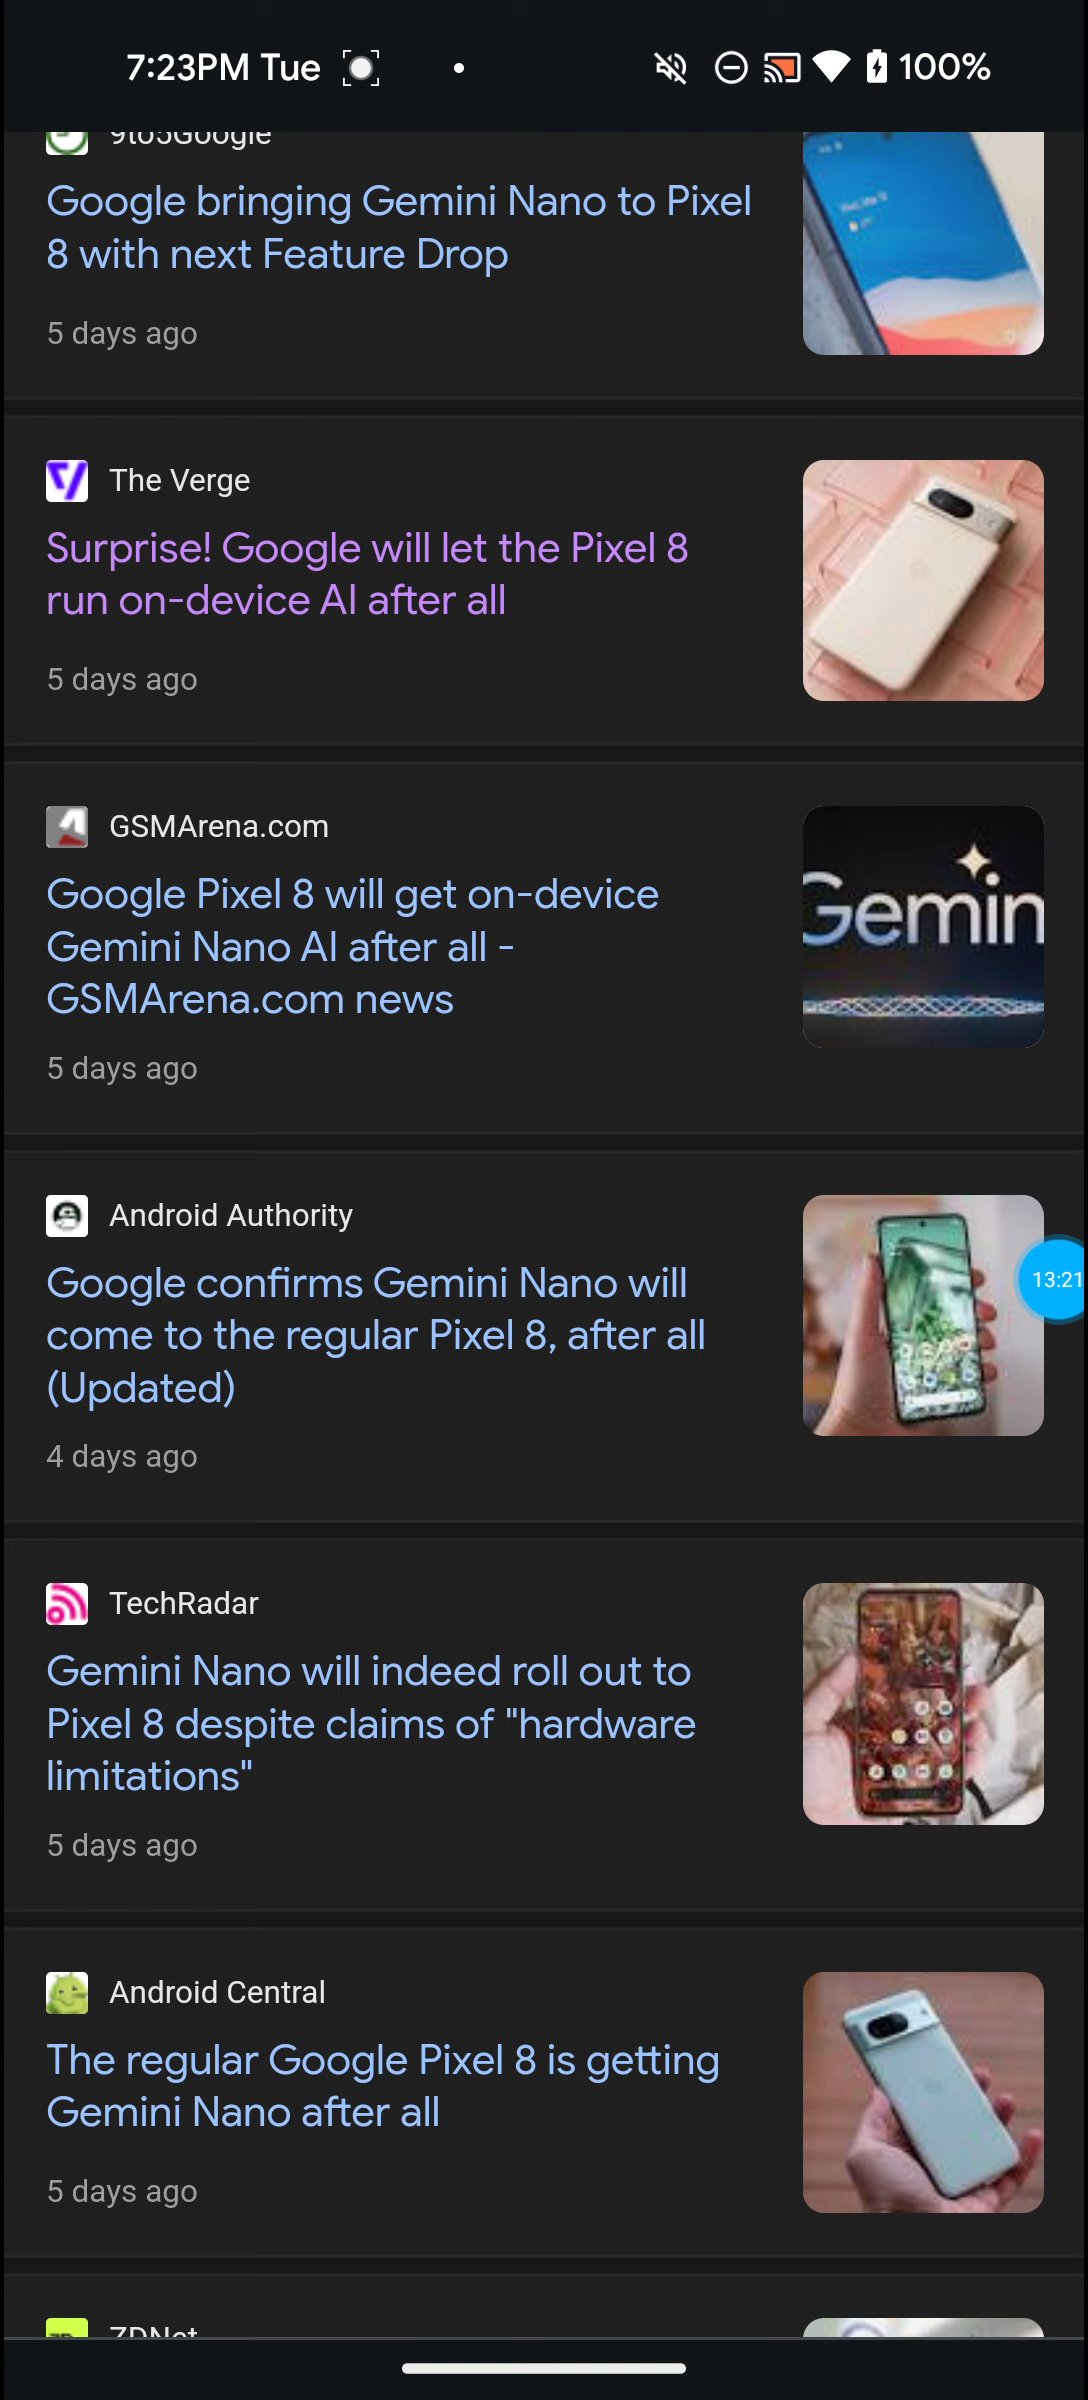 7:23PM Tue
100%
9to5Google
Google bringing Gemini Nano to Pixel
8 with next Feature Drop
5 days ago
The Verge
Surprise! Google will let the Pixel 8
run on-device AI after all
5 days ago
GSMArena.com
Google Pixel 8 will get on-device
Gemini Nano AI after all -
GSMArena.com news
5 days ago
Gemin
Android Authority
Google confirms Gemini Nano will
come to the regular Pixel 8, after all
(Updated)
4 days ago
13:21
TechRadar
Gemini Nano will indeed roll out to
Pixel 8 despite claims of "hardware
limitations"
5 days ago
Android Central
The regular Google Pixel 8 is getting
Gemini Nano after all
5 days ago
ZDNet